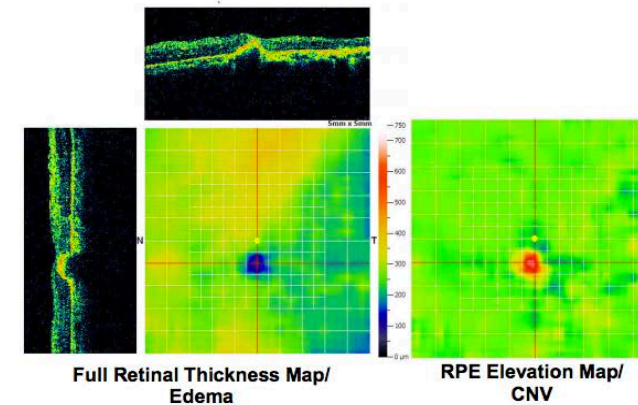 5mm x 5mm
750
700
600
500
400
300
200
100
0 µm
N
T
Full Retinal Thickness Map/
Edema
RPE Elevation Map/
CNV